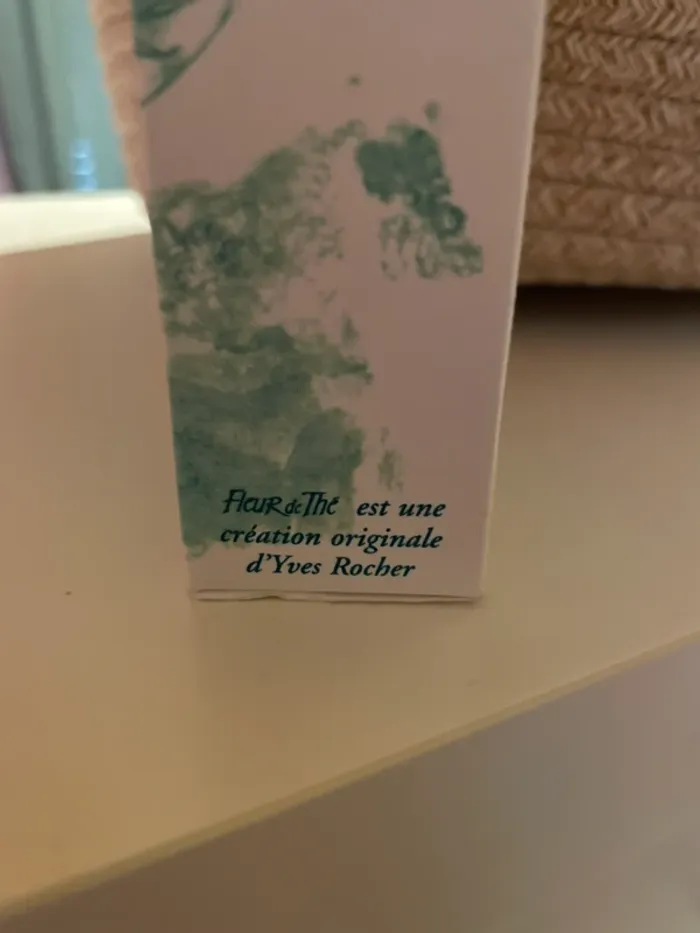 Fleur de Thé est une
création originale
d'Yves Rocher